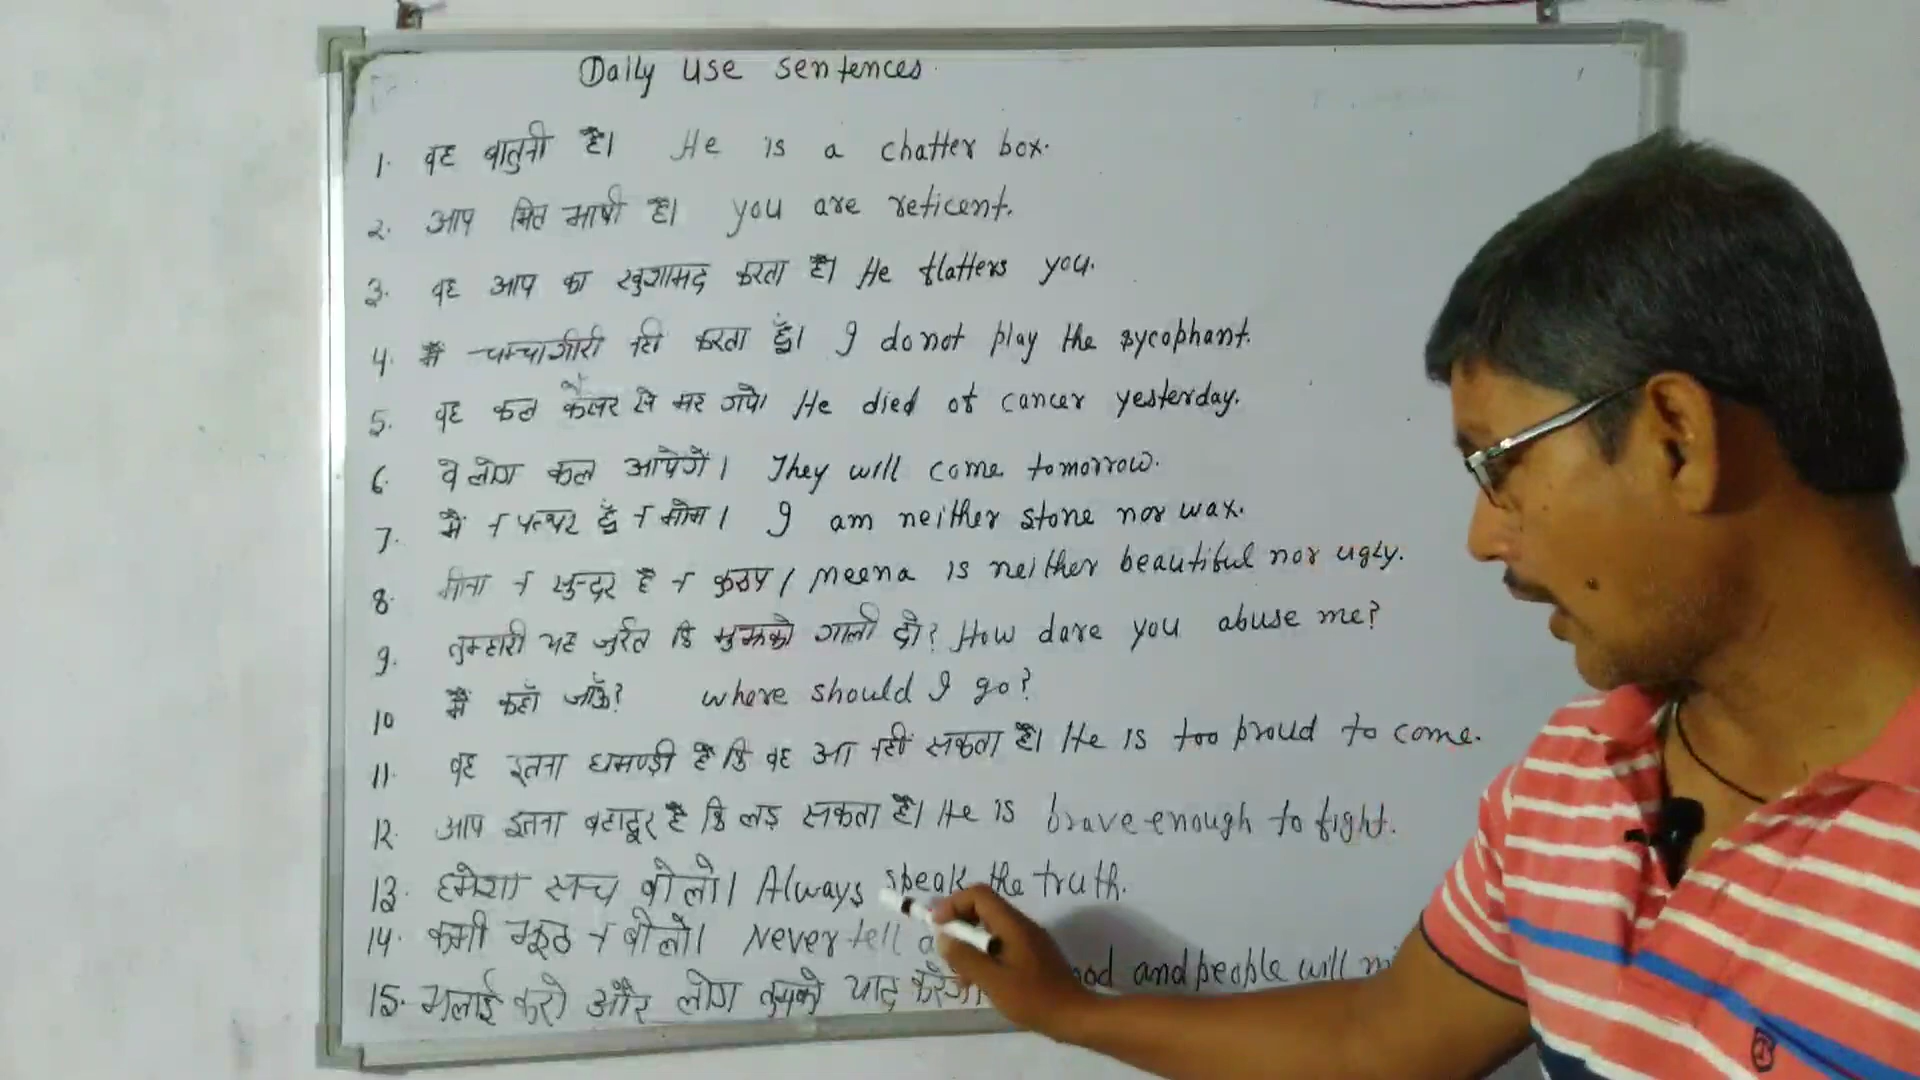 Daily use sentences
1. वह बातुनी है। He is a chatter box.
2. आप मित भाषी है। you are reticent.
3. वह आप का खुशामद करता है। He flatters you.
4. मैं चम्चागीरी नही करता हूँ। I do not play the sycophant.
5. वह कल कैंसर से मर गये। He died of cancer yesterday.
6. वे लोग कल आयेगें। They will come tomorrow.
7. मैं न पत्थर हूँ न मोम। I am neither stone nor wax.
8. मीना न सुन्दर है न कुरूप। Meena is neither beautiful nor ugly.
9. तुम्हारी यह जुर्रत कि मुझको गाली दो? How dare you abuse me?
10 मैं कहाँ जाऊँ? where should I go?
11. वह इतना घमण्डी है कि वह आ नहीं सकता है। He is too proud to come.
12. आप इतना बहादूर है कि लड़ सकता है। He is brave enough to fight.
13. हमेशा सच बोलो। Always speak the truth.
14. कभी झूठ न बोलो। Never tell a
15. भलाई करो और लोग तुमको याद and people will